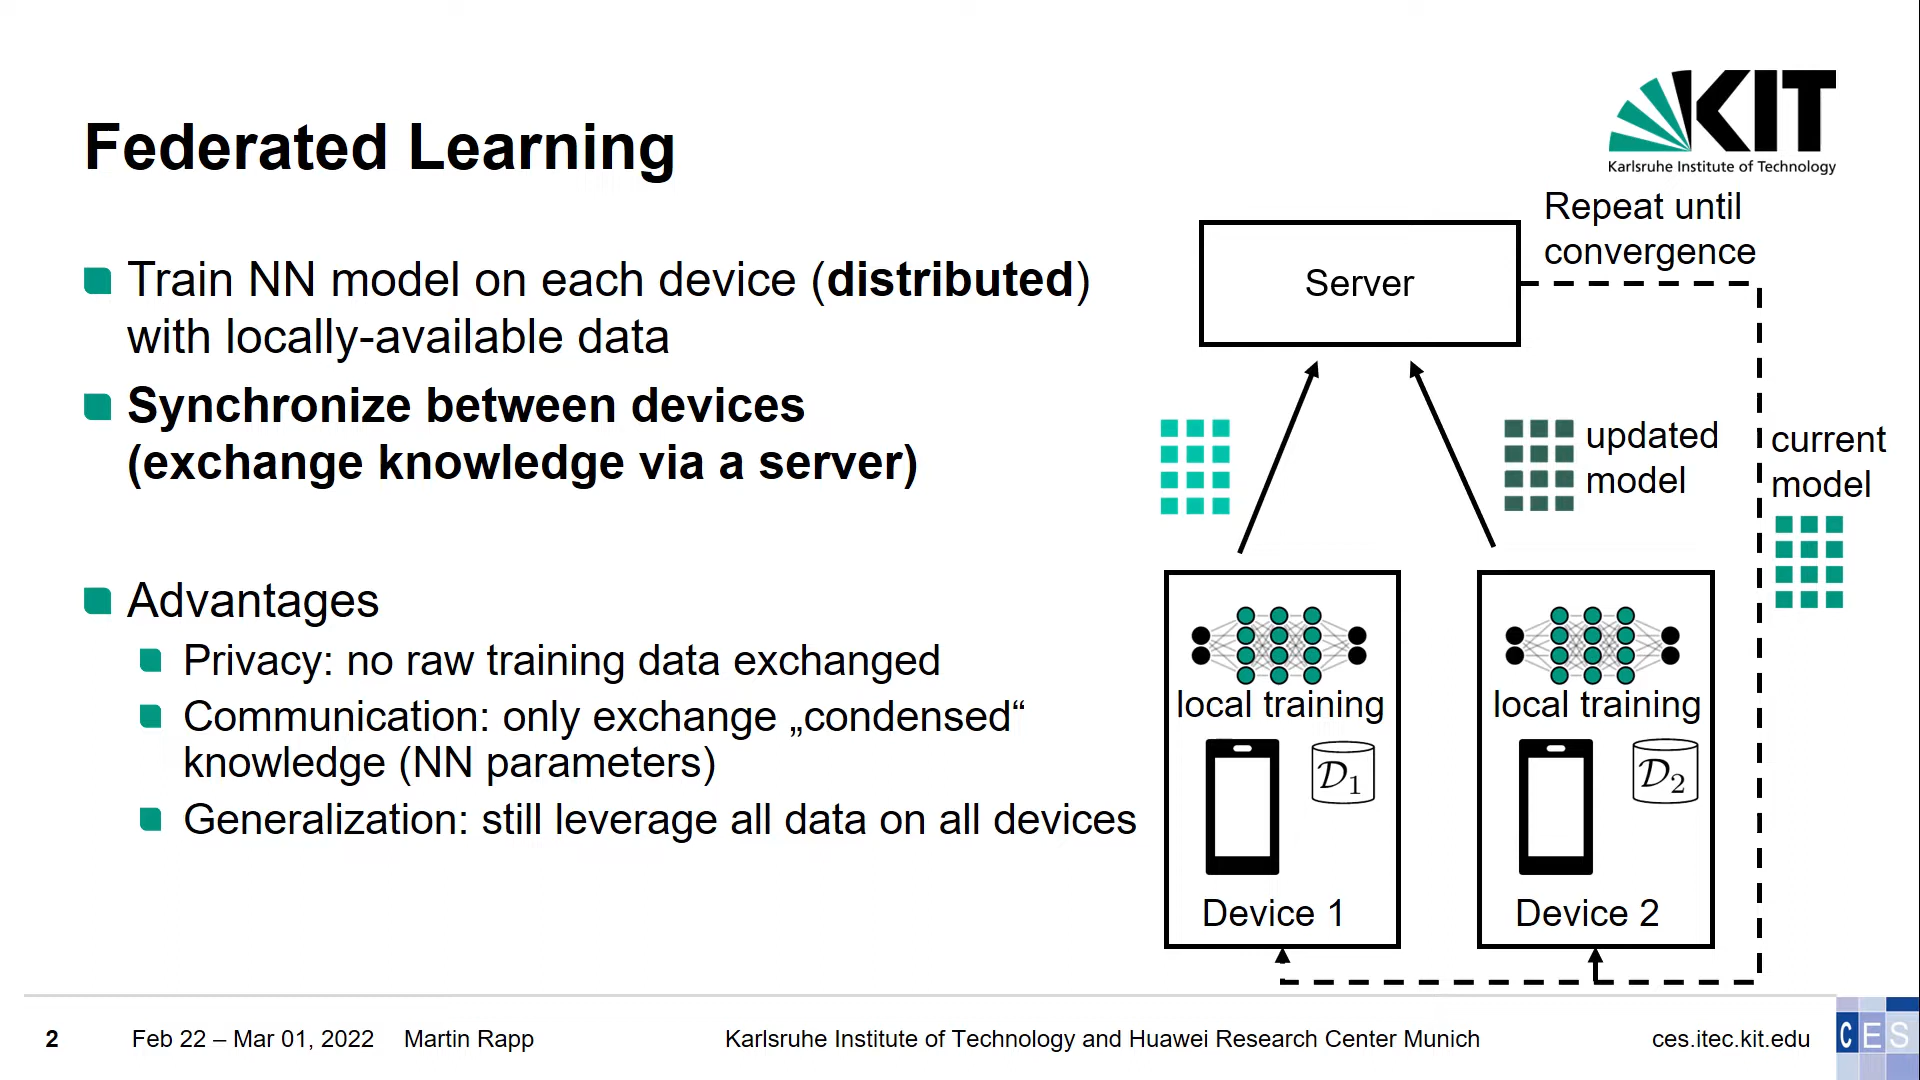 KIT
Karlsruhe Institute of Technology
Federated Learning
Train NN model on each device (distributed)
with locally-available data
Synchronize between devices
(exchange knowledge via a server)
Advantages
Privacy: no raw training data exchanged
Communication: only exchange „condensed“
knowledge (NN parameters)
Generalization: still leverage all data on all devices
Repeat until
convergence
Server
updated
model
current
model
local training
local training
D1
D2
Device 1
Device 2
2
Feb 22 – Mar 01, 2022
Martin Rapp
Karlsruhe Institute of Technology and Huawei Research Center Munich
ces.itec.kit.edu
CES